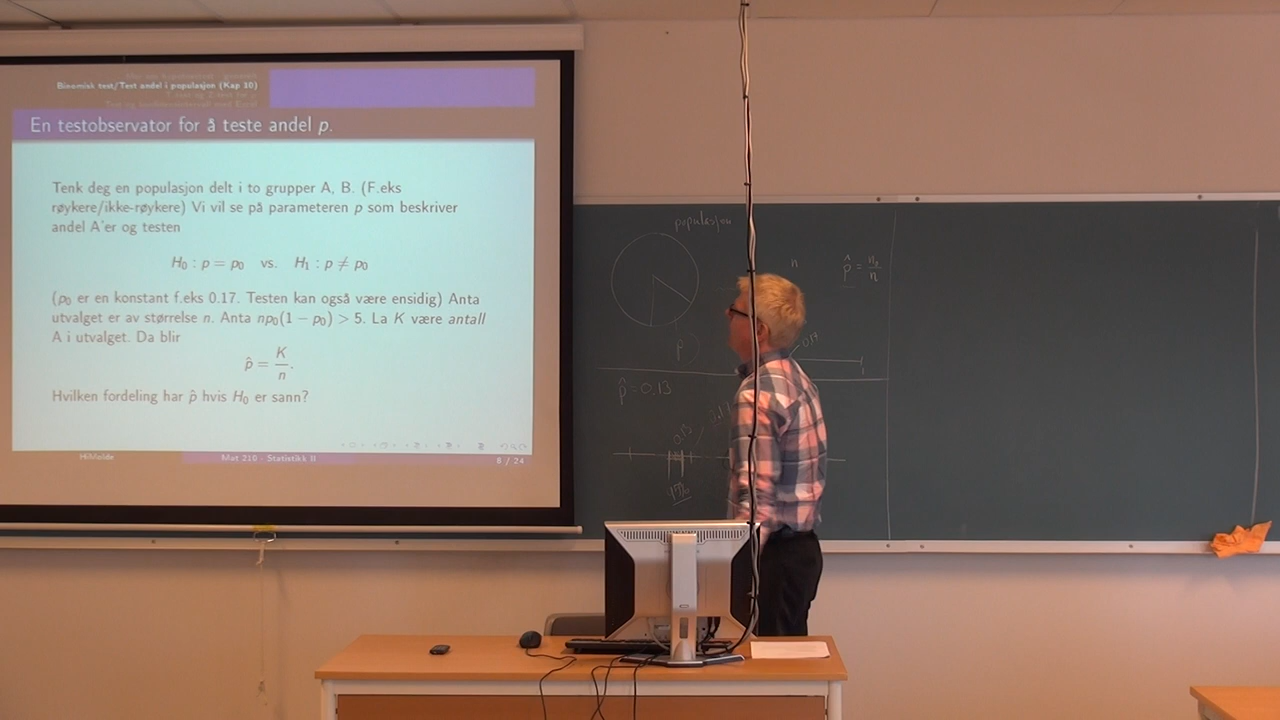 Binomisk test/Test andel i populasjon (Kap 10)
En testobservator for å teste andel p.
Tenk deg en populasjon delt i to grupper A, B. (F.eks
røykere/ikke-røykere) Vi vil se på parameteren p som beskriver
andel A'er og testen
H₀ : p = p₀ vs. H₁ : p ≠ p₀
(p₀ er en konstant f.eks 0.17. Testen kan også være ensidig) Anta
utvalget er av størrelse n. Anta np₀(1 − p₀) > 5. La K være antall
A i utvalget. Da blir
p̂ = K/n.
Hvilken fordeling har p̂ hvis H₀ er sann?
HiMolde
Mat 210 - Statistikk II
8 / 24
populasjon
n
p
p̂ = 0.13
95%